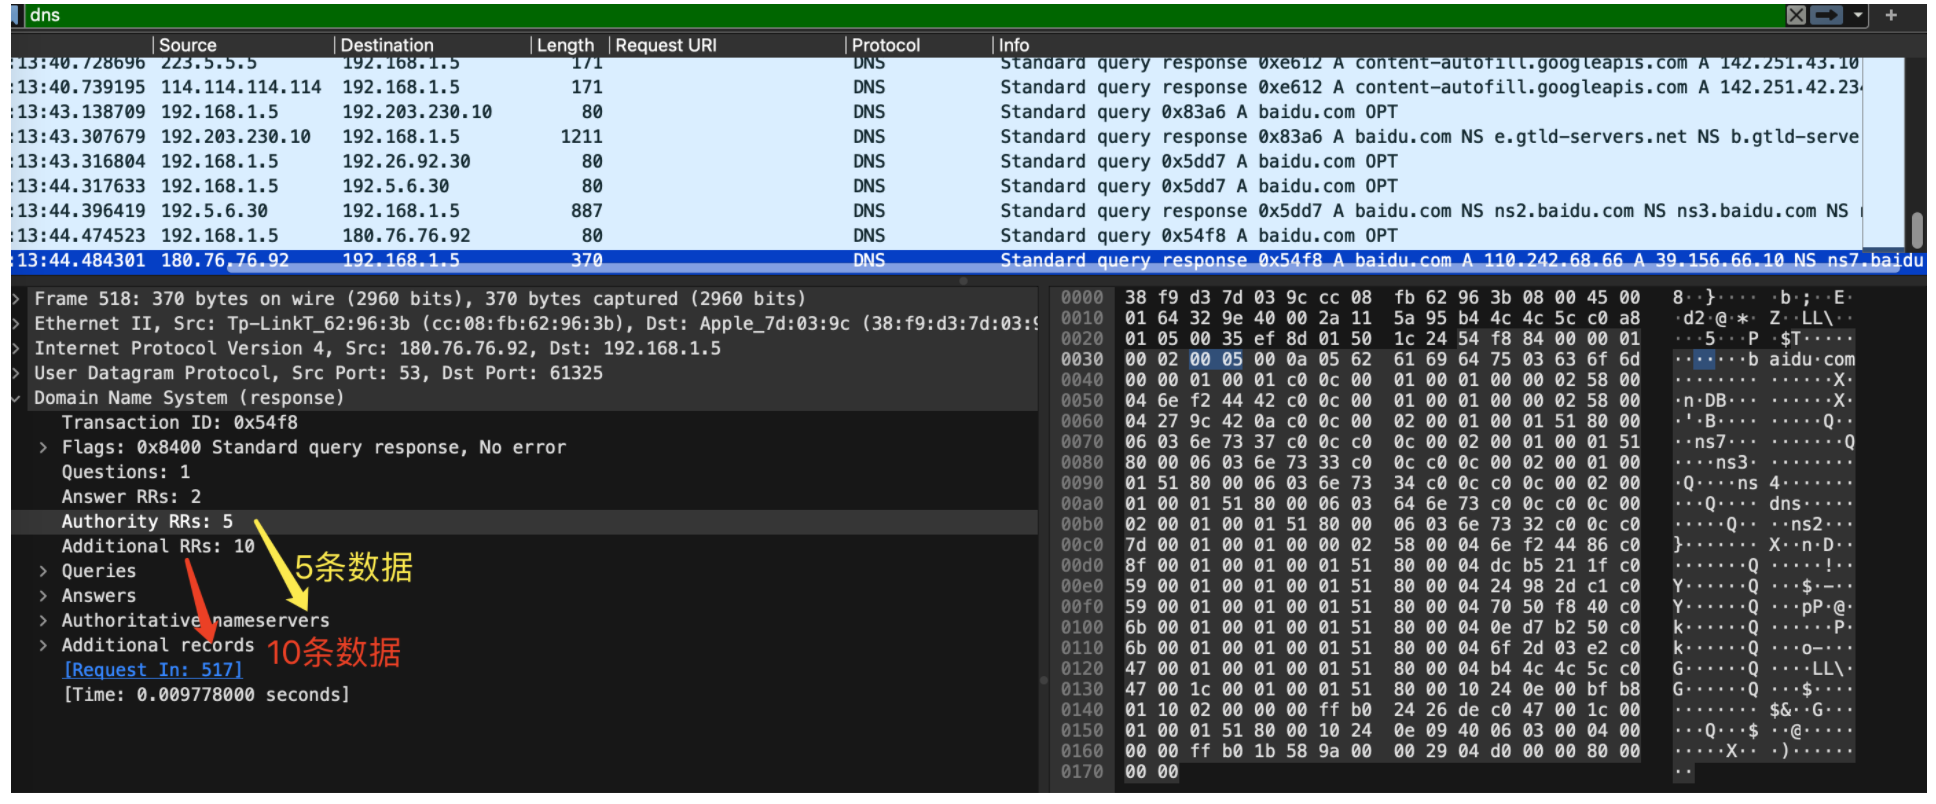 dns
Source Destination Length Request URI Protocol Info
:13:40.728696 223.5.5.5 192.168.1.5 171 DNS Standard query response 0xe612 A content-autofill.googleapis.com A 142.251.43.10
:13:40.739195 114.114.114.114 192.168.1.5 171 DNS Standard query response 0xe612 A content-autofill.googleapis.com A 142.251.42.234
:13:43.138709 192.168.1.5 192.203.230.10 80 DNS Standard query 0x83a6 A baidu.com OPT
:13:43.307679 192.203.230.10 192.168.1.5 1211 DNS Standard query response 0x83a6 A baidu.com NS e.gtld-servers.net NS b.gtld-serve
:13:43.316804 192.168.1.5 192.26.92.30 80 DNS Standard query 0x5dd7 A baidu.com OPT
:13:44.317633 192.168.1.5 192.5.6.30 80 DNS Standard query 0x5dd7 A baidu.com OPT
:13:44.396419 192.5.6.30 192.168.1.5 887 DNS Standard query response 0x5dd7 A baidu.com NS ns2.baidu.com NS ns3.baidu.com NS
:13:44.474523 192.168.1.5 180.76.76.92 80 DNS Standard query 0x54f8 A baidu.com OPT
:13:44.484301 180.76.76.92 192.168.1.5 370 DNS Standard query response 0x54f8 A baidu.com A 110.242.68.66 A 39.156.66.10 NS ns7.baidu
Frame 518: 370 bytes on wire (2960 bits), 370 bytes captured (2960 bits)
Ethernet II, Src: Tp-LinkT_62:96:3b (cc:08:fb:62:96:3b), Dst: Apple_7d:03:9c (38:f9:d3:7d:03:9
Internet Protocol Version 4, Src: 180.76.76.92, Dst: 192.168.1.5
User Datagram Protocol, Src Port: 53, Dst Port: 61325
Domain Name System (response)
Transaction ID: 0x54f8
Flags: 0x8400 Standard query response, No error
Questions: 1
Answer RRs: 2
Authority RRs: 5
Additional RRs: 10
5条数据
Queries
Answers
Authoritative nameservers
Additional records
10条数据
[Request In: 517]
[Time: 0.009778000 seconds]
0000 38 f9 d3 7d 03 9c cc 08 fb 62 96 3b 08 00 45 00 8··}···· ·b·;··E·
0010 01 64 32 9e 40 00 2a 11 5a 95 b4 4c 4c 5c c0 a8 ·d2·@·*· Z··LL\··
0020 01 05 00 35 ef 8d 01 50 1c 24 54 f8 84 00 00 01 ···5···P ·$T·····
0030 00 02 00 05 00 0a 05 62 61 69 64 75 03 63 6f 6d ·······b aidu·com
0040 00 00 01 00 01 c0 0c 00 01 00 01 00 00 02 58 00 ········ ······X·
0050 04 6e f2 44 42 c0 0c 00 01 00 01 00 00 02 58 00 ·n·DB··· ······X·
0060 04 27 9c 42 0a c0 0c 00 02 00 01 00 01 51 80 00 ·'·B···· ·····Q··
0070 06 03 6e 73 37 c0 0c c0 0c 00 02 00 01 00 01 51 ··ns7··· ·······Q
0080 80 00 06 03 6e 73 33 c0 0c c0 0c 00 02 00 01 00 ····ns3· ········
0090 01 51 80 00 06 03 6e 73 34 c0 0c c0 0c 00 02 00 ·Q····ns 4·······
00a0 01 00 01 51 80 00 06 03 64 6e 73 c0 0c c0 0c 00 ···Q···· dns·····
00b0 02 00 01 00 01 51 80 00 06 03 6e 73 32 c0 0c c0 ·····Q·· ··ns2···
00c0 7d 00 01 00 01 00 00 02 58 00 04 6e f2 44 86 c0 }······· X··n·D··
00d0 8f 00 01 00 01 00 01 51 80 00 04 dc b5 21 1f c0 ·······Q ·····!··
00e0 59 00 01 00 01 00 01 51 80 00 04 24 98 2d c1 c0 Y······Q ···$·-··
00f0 59 00 01 00 01 00 01 51 80 00 04 70 50 f8 40 c0 Y······Q ···pP·@·
0100 6b 00 01 00 01 00 01 51 80 00 04 0e d7 b2 50 c0 k······Q ······P·
0110 6b 00 01 00 01 00 01 51 80 00 04 6f 2d 03 e2 c0 k······Q ···o-···
0120 47 00 01 00 01 00 01 51 80 00 04 b4 4c 4c 5c c0 G······Q ····LL\·
0130 47 00 1c 00 01 00 01 51 80 00 10 24 0e 00 bf b8 G······Q ···$····
0140 01 10 02 00 00 00 ff b0 24 26 de c0 47 00 1c 00 ········ $&··G···
0150 01 00 01 51 80 00 10 24 0e 09 40 06 03 00 04 00 ···Q···$ ··@·····
0160 00 00 ff b0 1b 58 9a 00 00 29 04 d0 00 00 80 00 ·····X·· ·)······
0170 00 00 ··